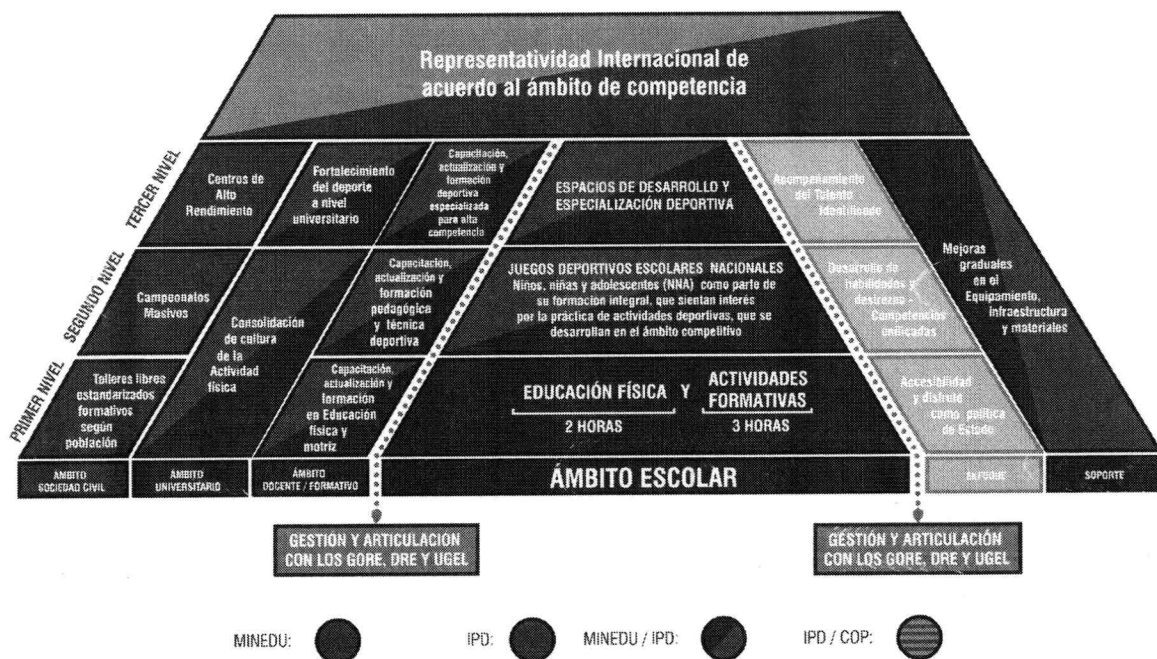 Representatividad Internacional de
acuerdo al ámbito de competencia
TERCER NIVEL
Centros de
Alto
Rendimiento
Fortalecimiento
del deporte
a nivel
universitario
Capacitación,
actualización y
formación
deportiva
especializada
para alta
competencia
ESPACIOS DE DESARROLLO Y
ESPECIALIZACIÓN DEPORTIVA
Acompañamiento
del Talento
Identificado
SEGUNDO NIVEL
Campeonatos
Masivos
Consolidación
de cultura
de la
Actividad
física
Capacitación,
actualización y
formación
pedagógica
y técnica
deportiva
JUEGOS DEPORTIVOS ESCOLARES NACIONALES
Niños, niñas y adolescentes (NNA) como parte de
su formación integral, que sientan interés
por la práctica de actividades deportivas, que se
desarrollan en el ámbito competitivo
Desarrollo de
habilidades y
destrezas -
Competencias
unificadas
Mejoras
graduales
en el
Equipamiento,
infraestructura
y materiales
PRIMER NIVEL
Talleres libres
estandarizados
formativos
según
población
Capacitación,
actualización y
formación
en Educación
física y
motriz
EDUCACIÓN FÍSICA Y ACTIVIDADES
FORMATIVAS
2 HORAS 3 HORAS
Accesibilidad
y disfrute
como política
de Estado
ÁMBITO
SOCIEDAD CIVIL
ÁMBITO
UNIVERSITARIO
ÁMBITO
DOCENTE / FORMATIVO
ÁMBITO ESCOLAR
ENFOQUE
SOPORTE
GESTIÓN Y ARTICULACIÓN
CON LOS GORE, DRE Y UGEL
GESTIÓN Y ARTICULACIÓN
CON LOS GORE, DRE Y UGEL
MINEDU: IPD: MINEDU / IPD: IPD / COP: